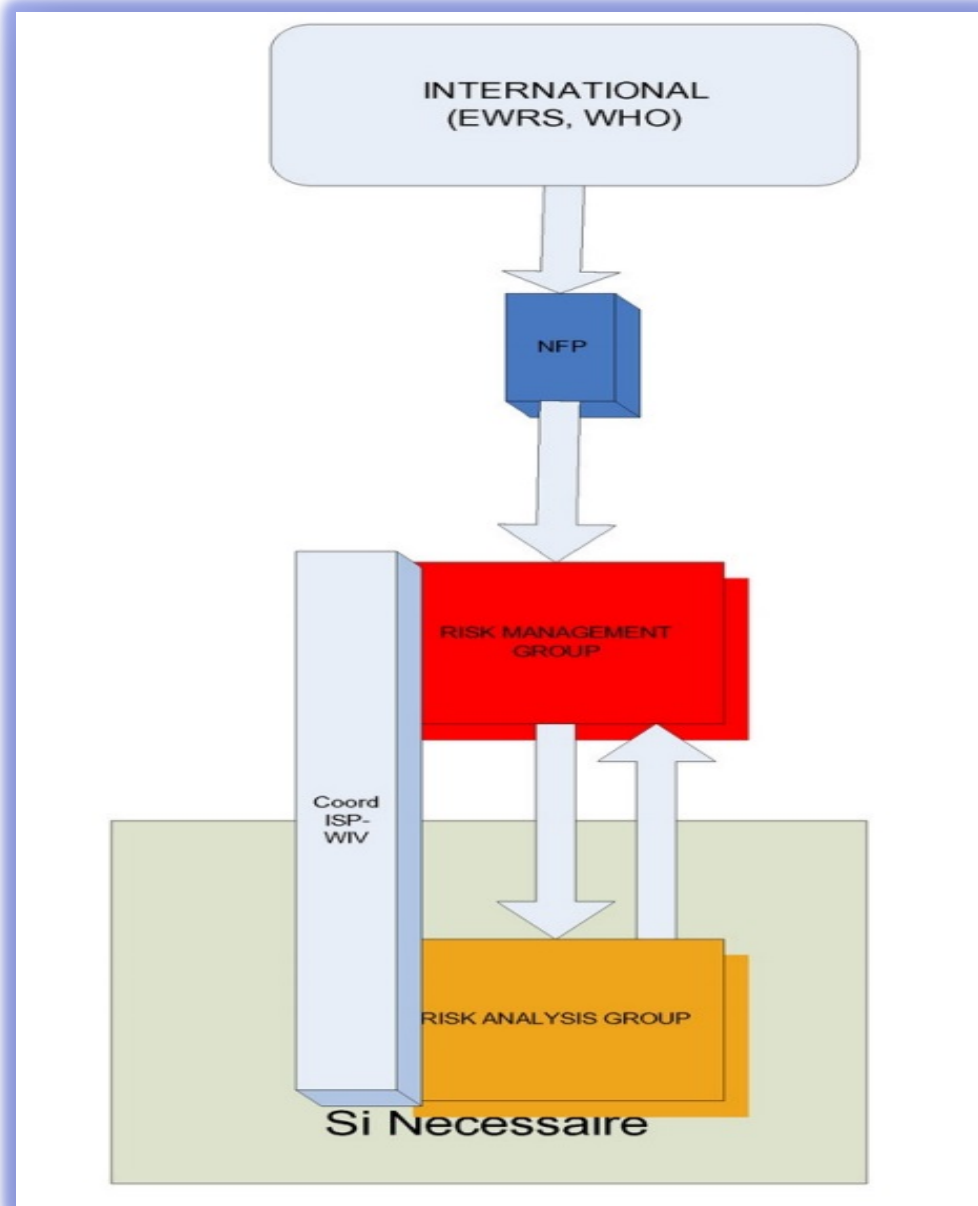 INTERNATIONAL
(EWRS, WHO)
NFP
RISK MANAGEMENT
GROUP
Coord
ISP-
WIV
RISK ANALYSIS GROUP
Si Necessaire